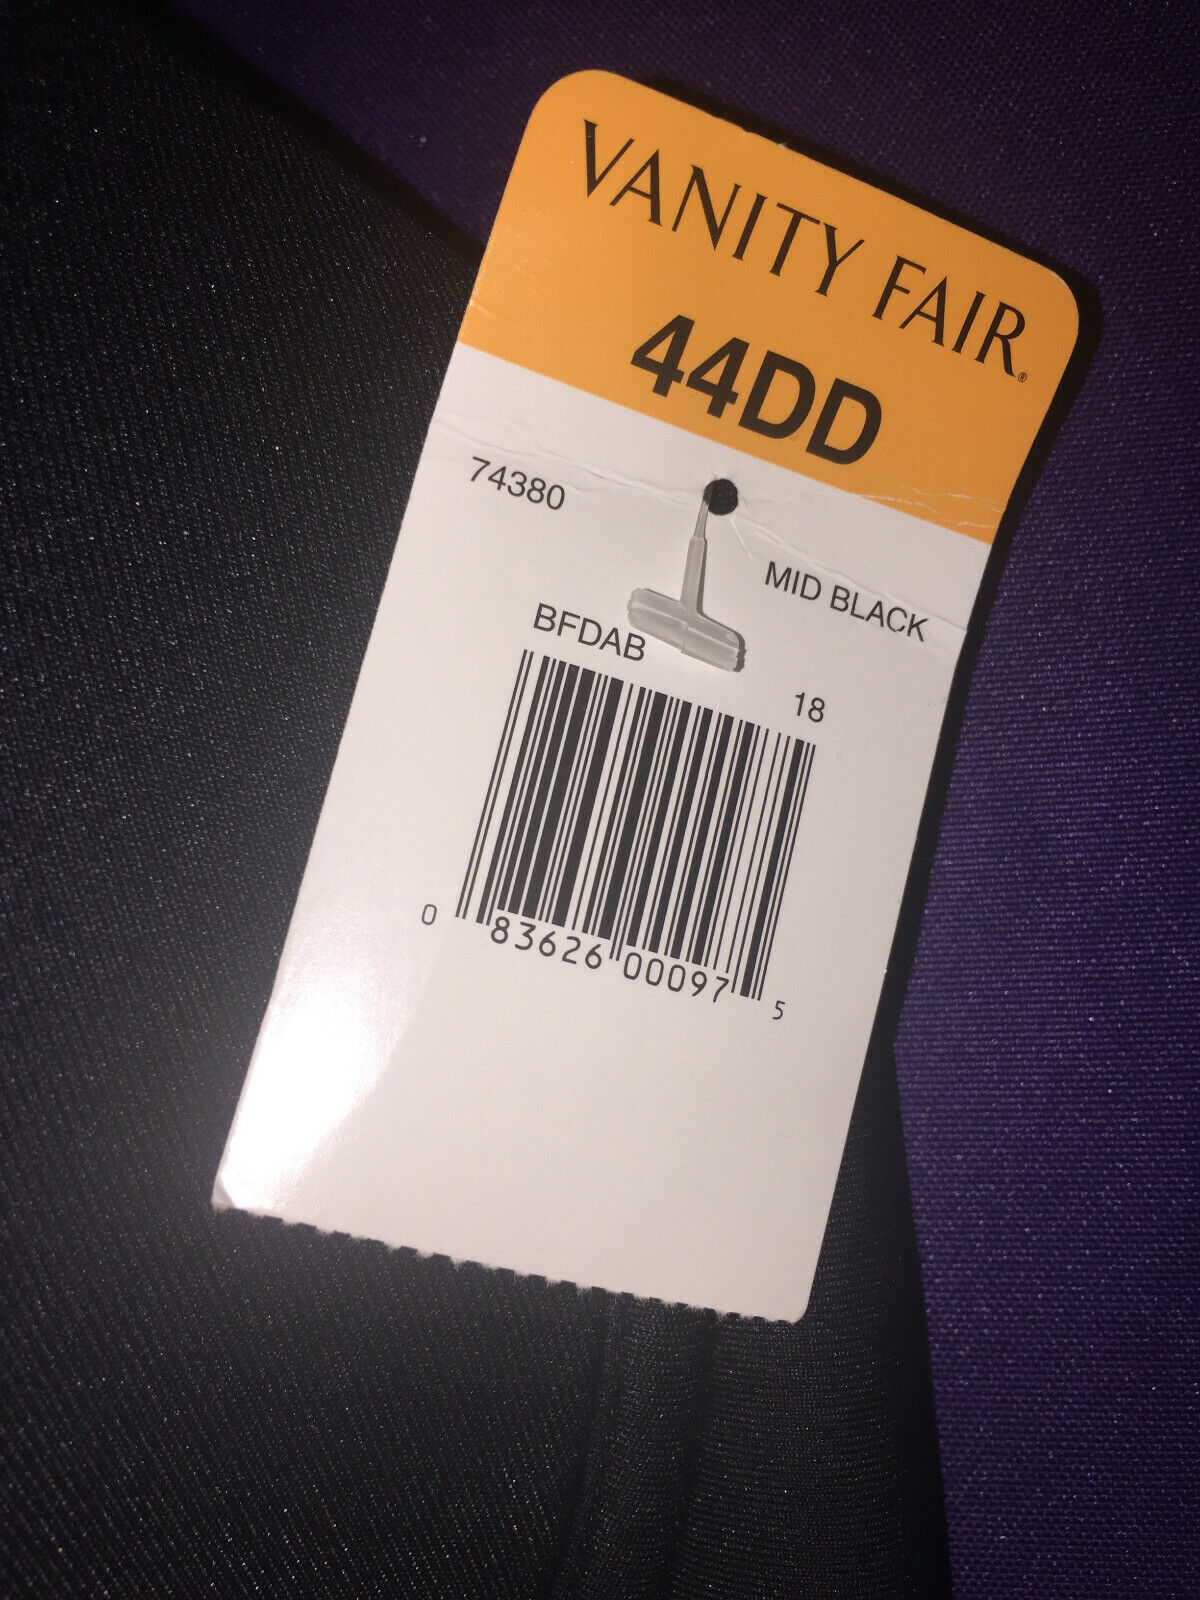 VANITY FAIR®
44DD
74380
MID BLACK
BFDAB
18
0 83626 00097 5